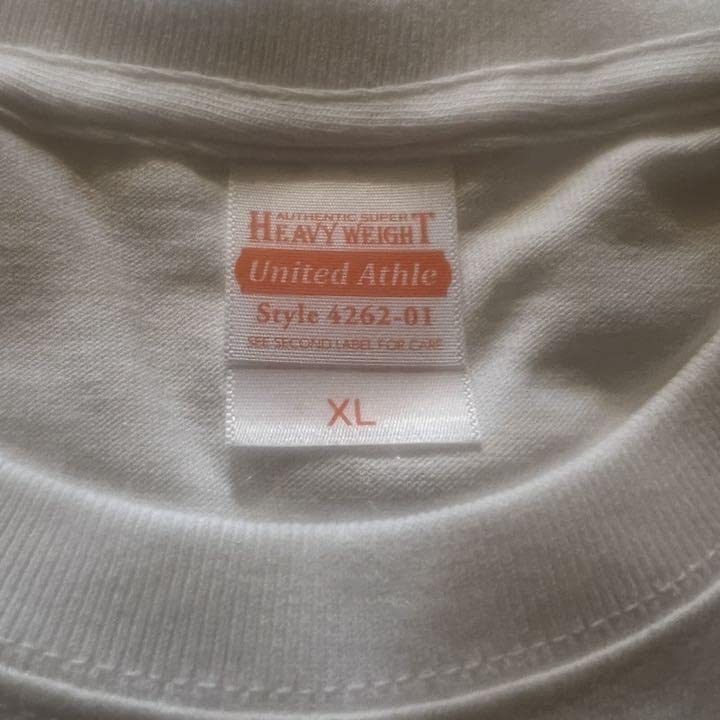 AUTHENTIC SUPER
HEAVY WEIGHT
United Athle
Style 4262-01
SEE SECOND LABEL FOR CARE
XL